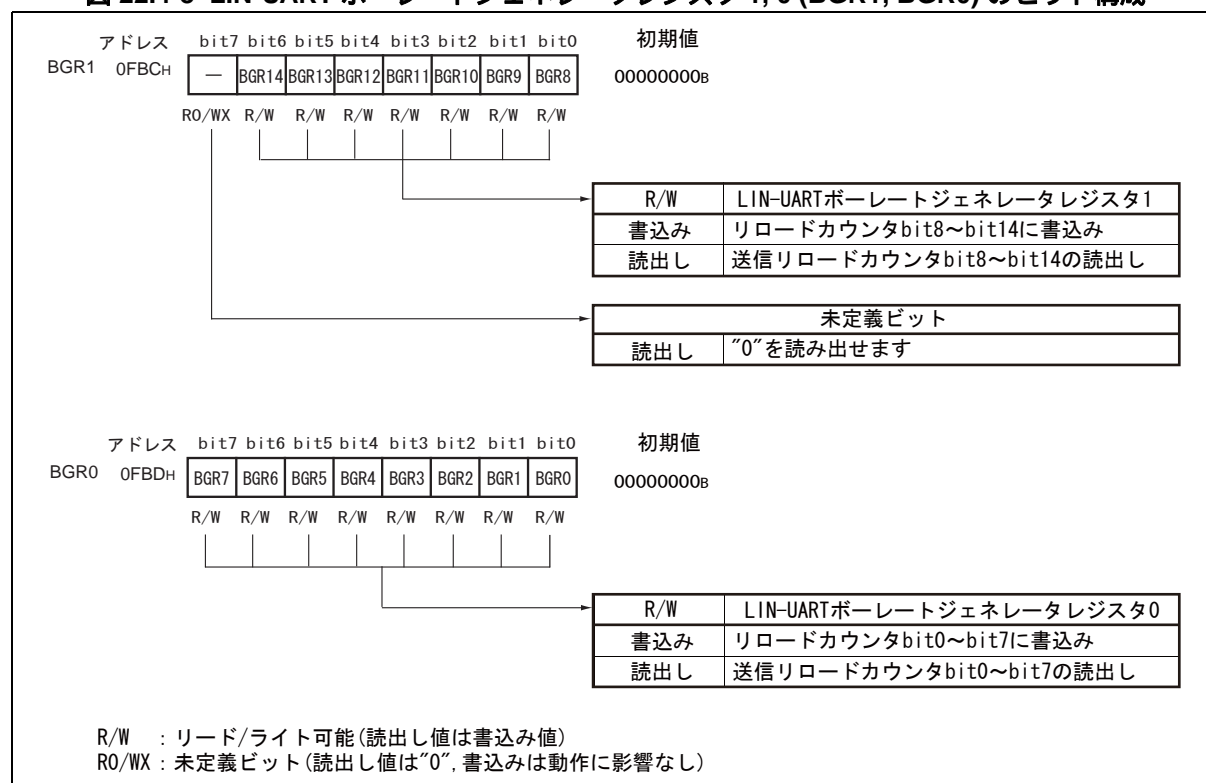 図 22.4-8 LIN-UART ボーレートジェネレータレジスタ 1, 0 (BGR1, BGR0) のビット構成
アドレス bit7 bit6 bit5 bit4 bit3 bit2 bit1 bit0 初期値
BGR1 0FBCH — BGR14 BGR13 BGR12 BGR11 BGR10 BGR9 BGR8 00000000B
R0/WX R/W R/W R/W R/W R/W R/W R/W
R/W LIN-UARTボーレートジェネレータレジスタ1
書込み リロードカウンタbit8～bit14に書込み
読出し 送信リロードカウンタbit8～bit14の読出し
未定義ビット
読出し "0"を読み出せます
アドレス bit7 bit6 bit5 bit4 bit3 bit2 bit1 bit0 初期値
BGR0 0FBDH BGR7 BGR6 BGR5 BGR4 BGR3 BGR2 BGR1 BGR0 00000000B
R/W R/W R/W R/W R/W R/W R/W R/W
R/W LIN-UARTボーレートジェネレータレジスタ0
書込み リロードカウンタbit0～bit7に書込み
読出し 送信リロードカウンタbit0～bit7の読出し
R/W : リード/ライト可能(読出し値は書込み値)
R0/WX : 未定義ビット(読出し値は"0", 書込みは動作に影響なし)